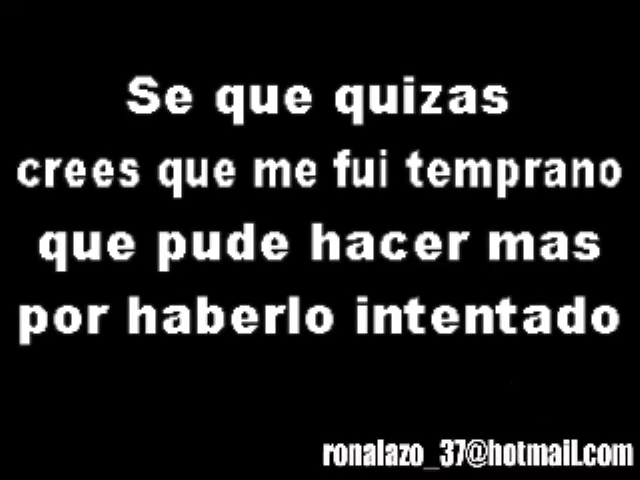 Se que quizas
crees que me fui temprano
que pude hacer mas
por haberlo intentado
ronalazo_37@hotmail.com